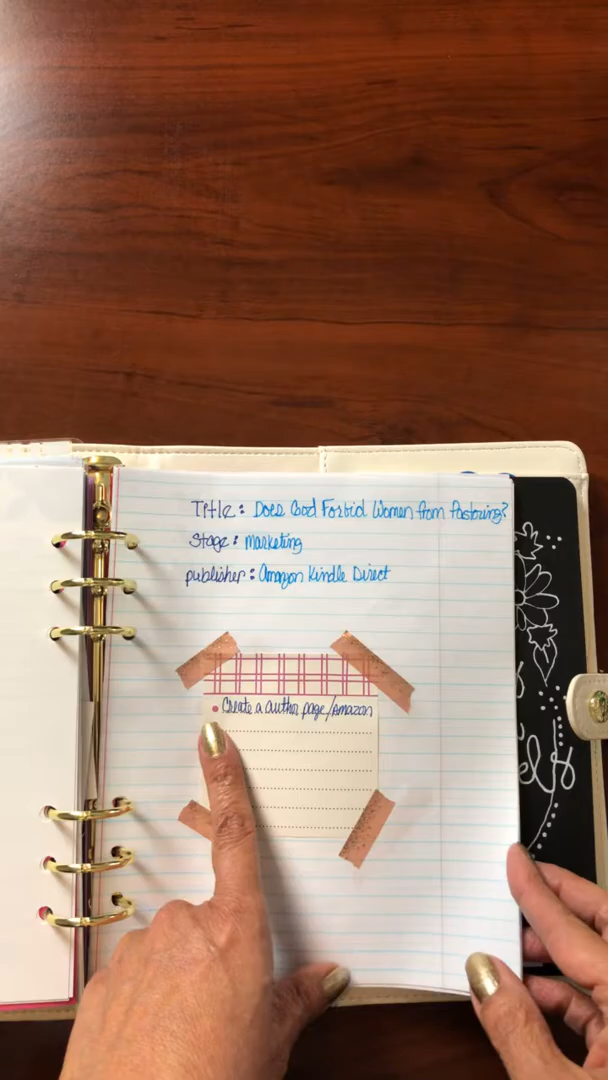 Title: Does God Forbid Women from Pastoring?
Stage: Marketing
publisher: Amazon Kindle Direct
• Create a author page/Amazon